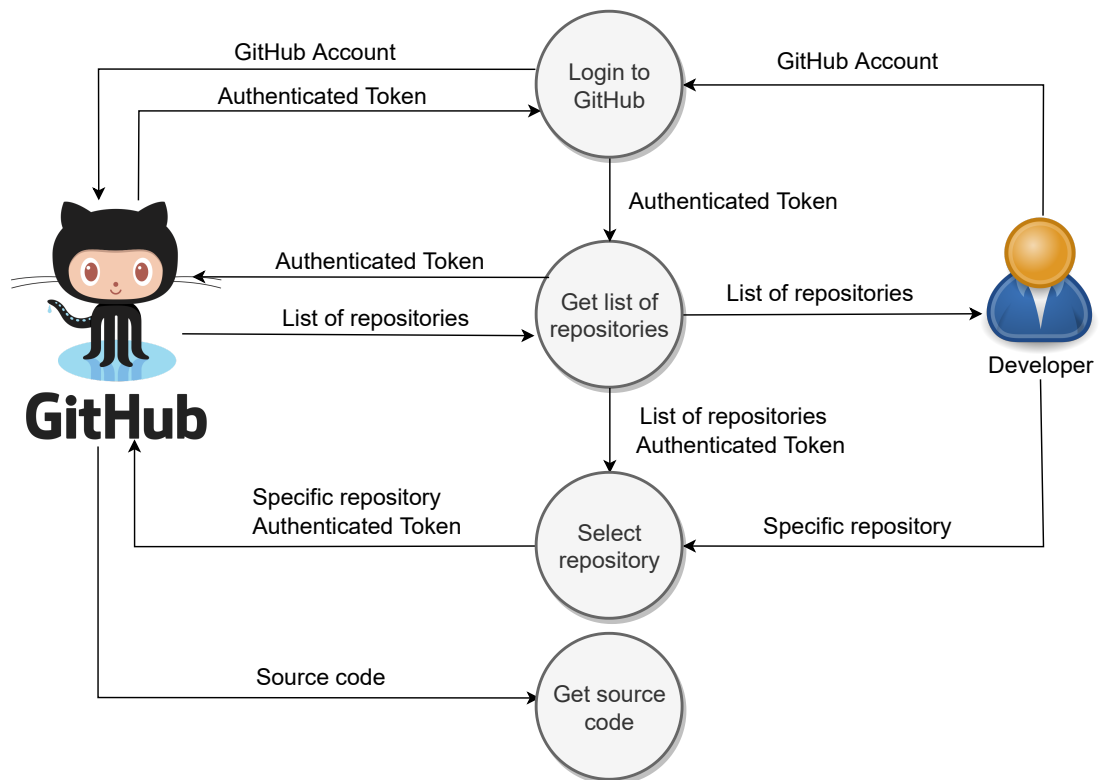 GitHub Account
GitHub Account
Login to
GitHub
Authenticated Token
Authenticated Token
Authenticated Token
List of repositories
Get list of
repositories
List of repositories
GitHub
Developer
List of repositories
Authenticated Token
Specific repository
Authenticated Token
Select
repository
Specific repository
Source code
Get source
code